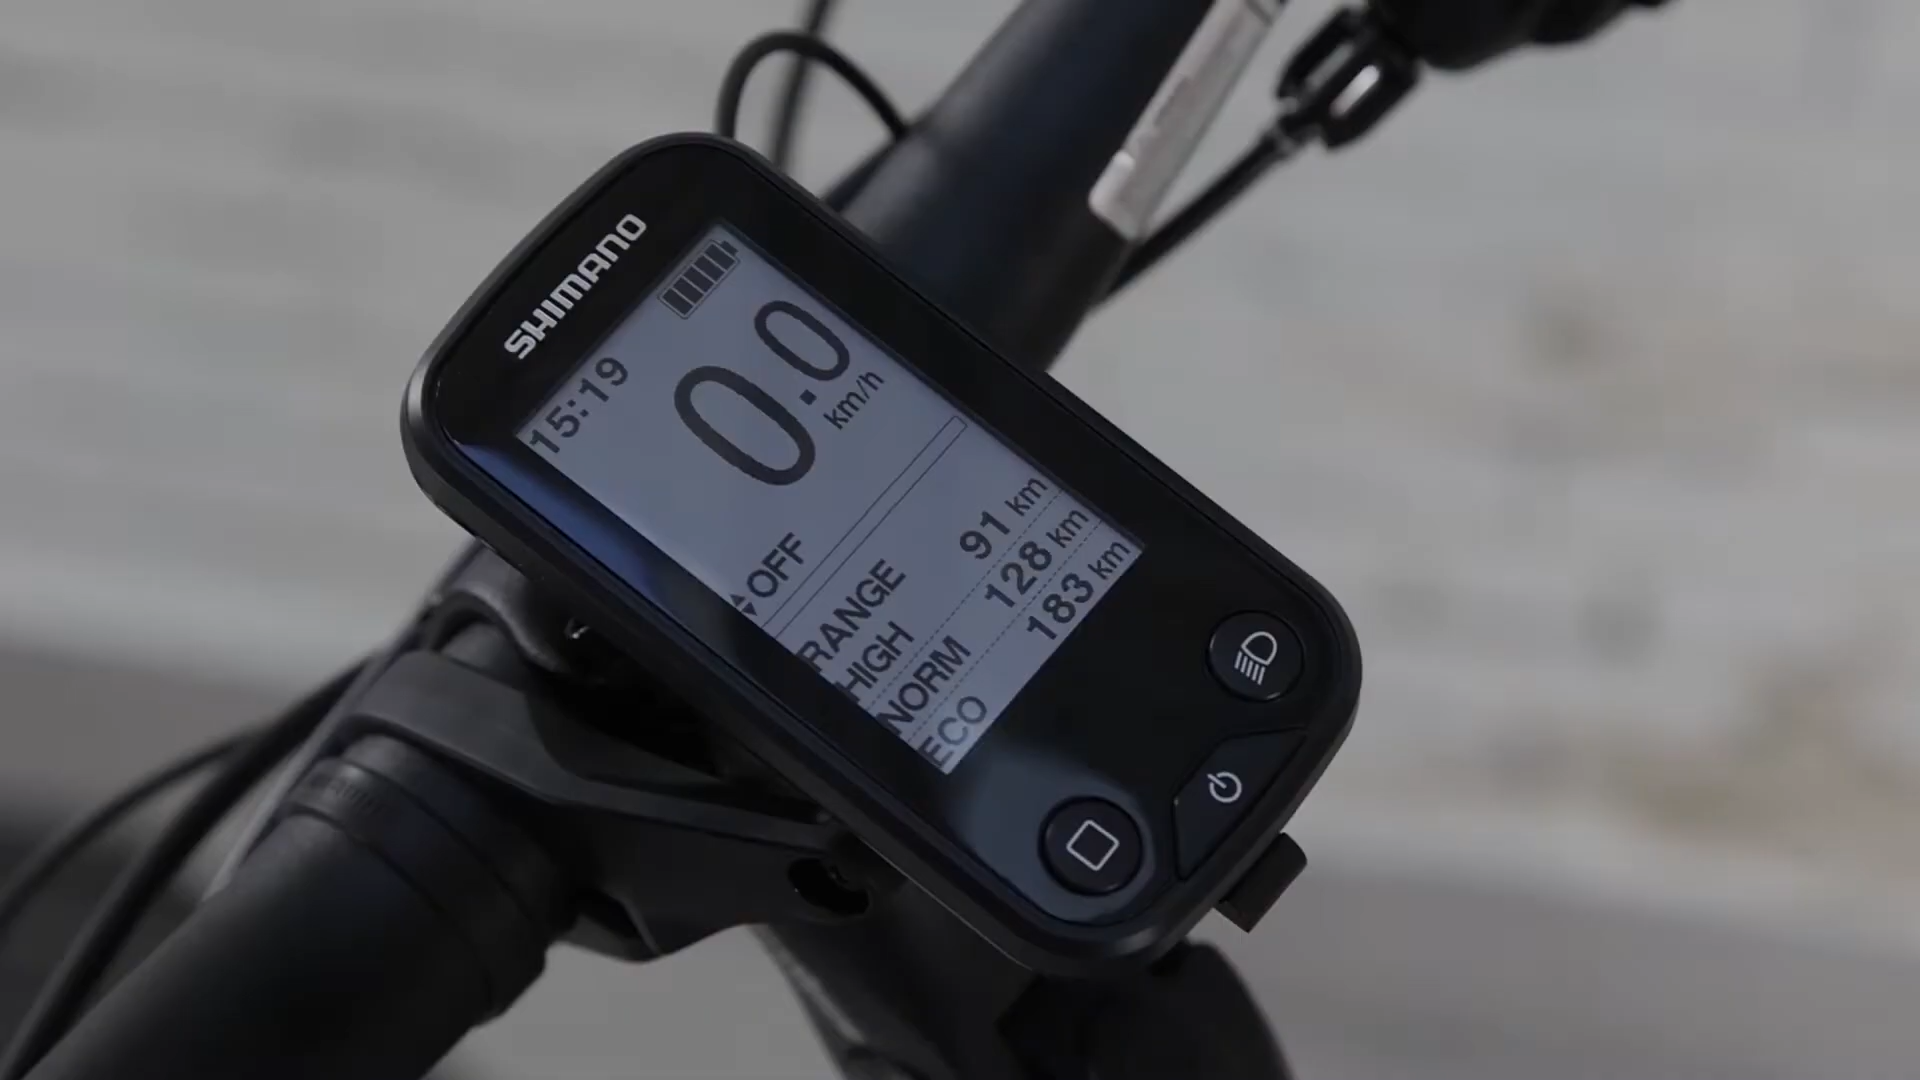 SHIMANO
15:19
0.0 km/h
OFF
RANGE
HIGH 91 km
NORM 128 km
ECO 183 km